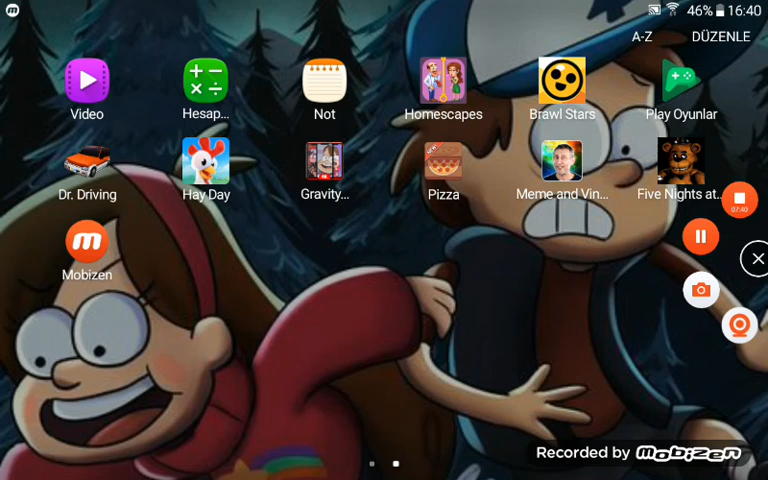 46% 16:40
A-Z DÜZENLE
Video
Hesap...
Not
Homescapes
Brawl Stars
Play Oyunlar
Dr. Driving
Hay Day
Gravity...
Pizza
Meme and Vin...
Five Nights at...
07:40
Mobizen
Recorded by Mobizen